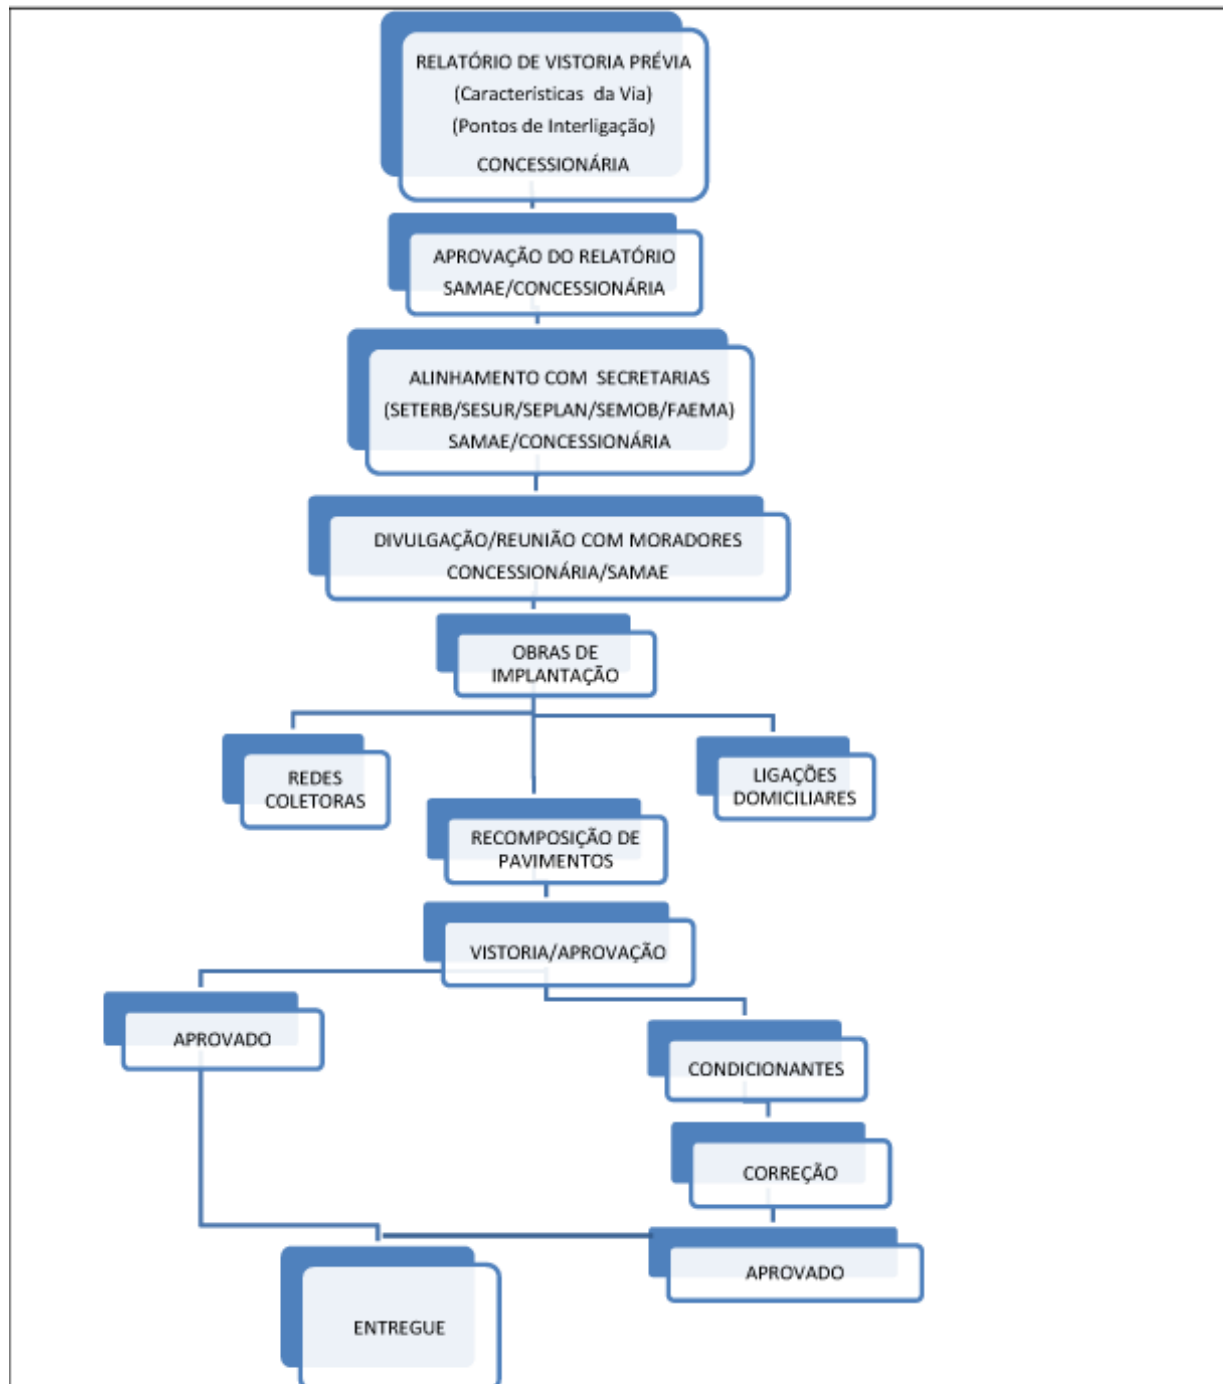 RELATÓRIO DE VISTORIA PRÉVIA
(Características da Via)
(Pontos de Interligação)
CONCESSIONÁRIA
APROVAÇÃO DO RELATÓRIO
SAMAE/CONCESSIONÁRIA
ALINHAMENTO COM SECRETARIAS
(SETERB/SESUR/SEPLAN/SEMOB/FAEMA)
SAMAE/CONCESSIONÁRIA
DIVULGAÇÃO/REUNIÃO COM MORADORES
CONCESSIONÁRIA/SAMAE
OBRAS DE
IMPLANTAÇÃO
REDES
COLETORAS
LIGAÇÕES
DOMICILIARES
RECOMPOSIÇÃO DE
PAVIMENTOS
VISTORIA/APROVAÇÃO
APROVADO
CONDICIONANTES
CORREÇÃO
APROVADO
ENTREGUE